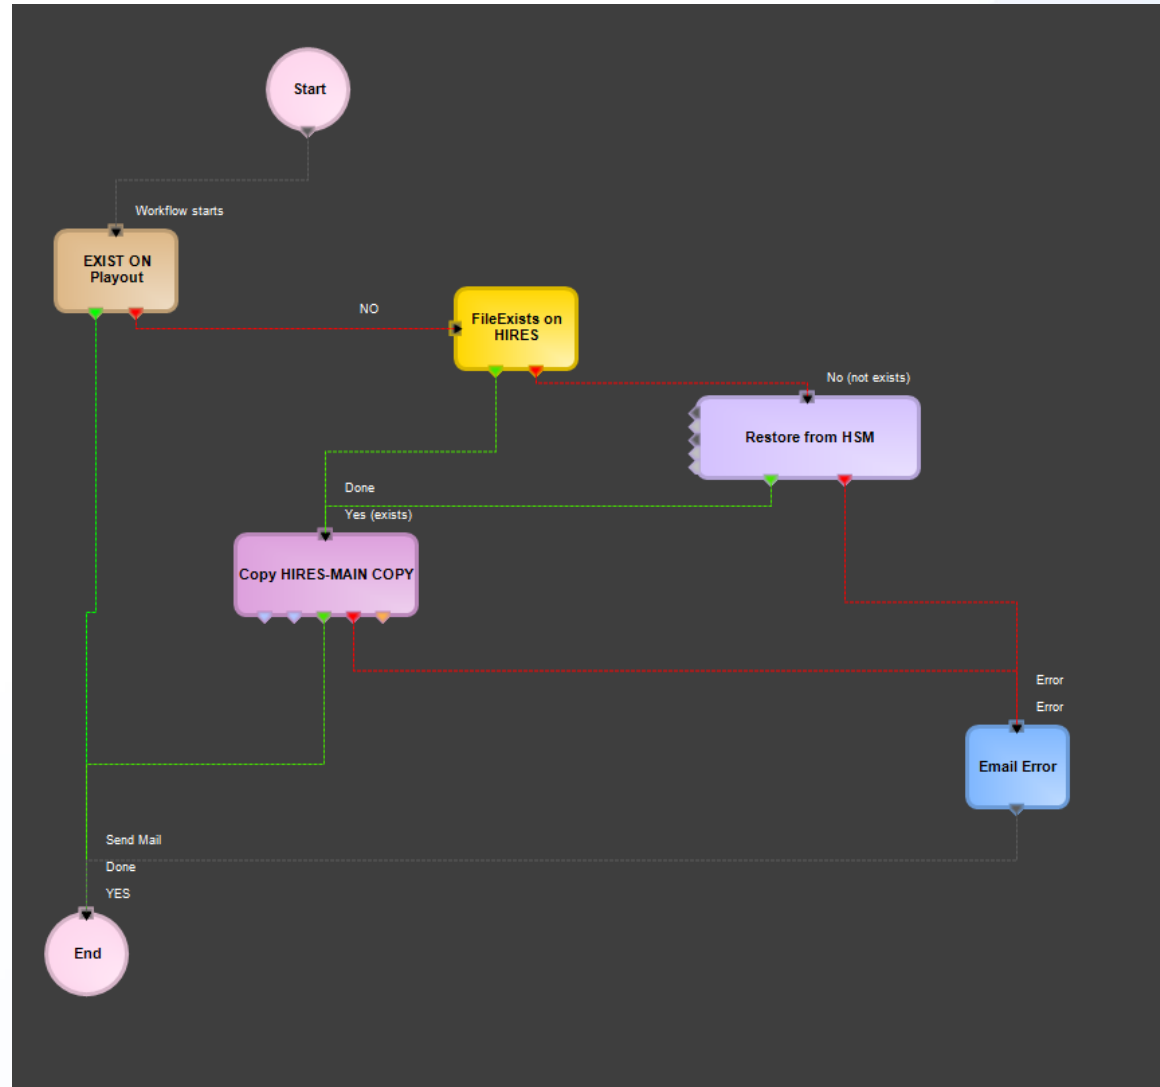 Start
Workflow starts
EXIST ON
Playout
NO
FileExists on
HIRES
No (not exists)
Restore from HSM
Done
Yes (exists)
Copy HIRES-MAIN COPY
Error
Error
Email Error
Send Mail
Done
YES
End